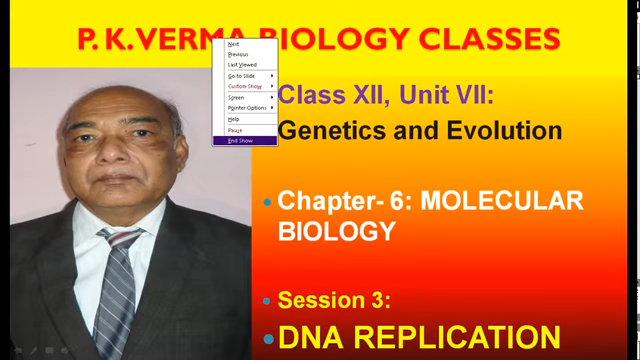 P. K. VERMA BIOLOGY CLASSES
Next
Previous
Last Viewed
Go to Slide
Custom Show
Screen
Pointer Options
Help
Pause
End Show
Class XII, Unit VII:
Genetics and Evolution
Chapter- 6: MOLECULAR
BIOLOGY
Session 3:
DNA REPLICATION